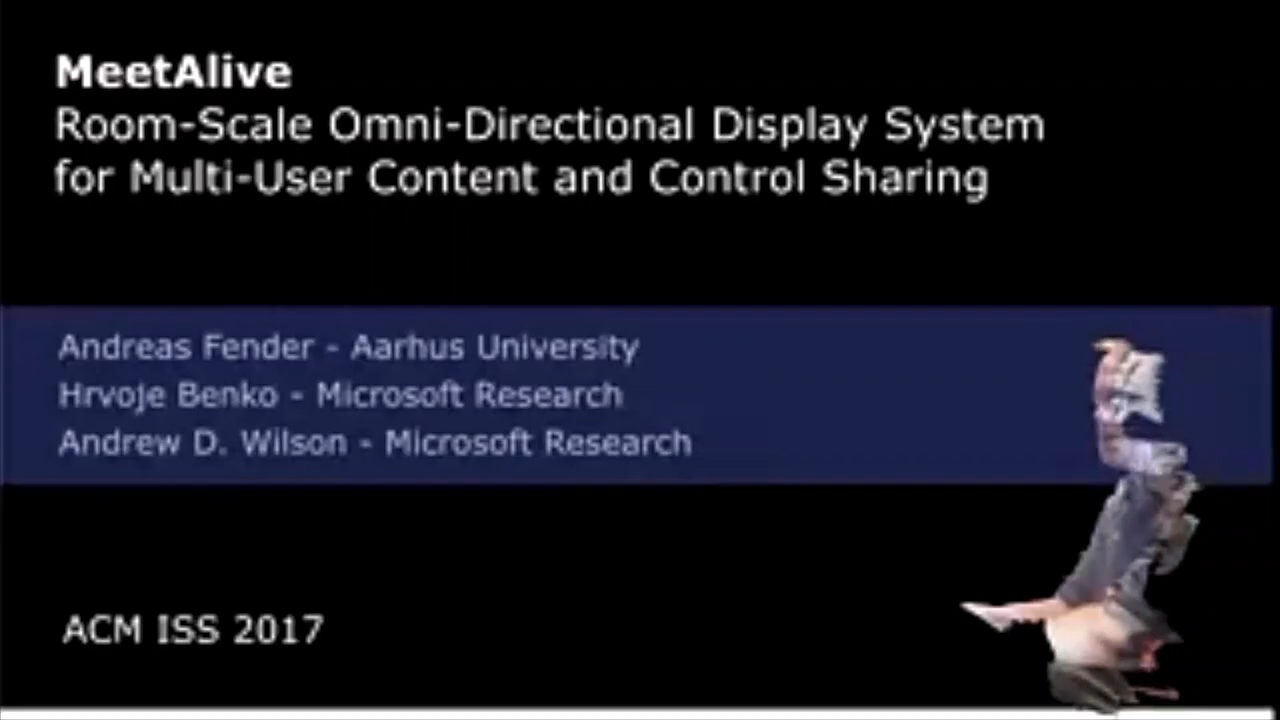 MeetAlive
Room-Scale Omni-Directional Display System
for Multi-User Content and Control Sharing
Andreas Fender - Aarhus University
Hrvoje Benko - Microsoft Research
Andrew D. Wilson - Microsoft Research
ACM ISS 2017